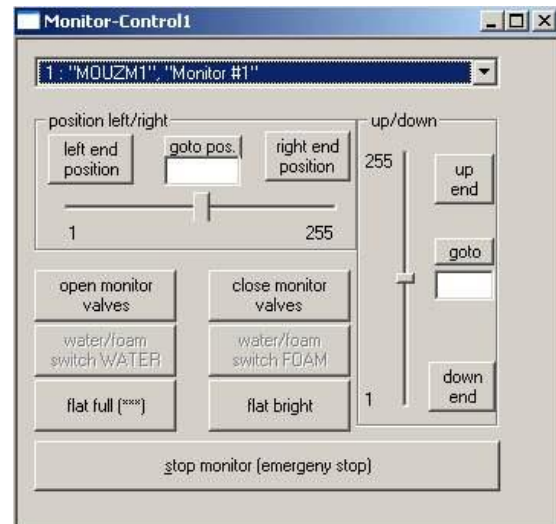 Monitor-Control1
1 : "MOUZM1", "Monitor #1"
position left/right
left end
position
goto pos.
right end
position
1
255
up/down
255
up
end
goto
down
end
1
open monitor
valves
close monitor
valves
water/foam
switch WATER
water/foam
switch FOAM
flat full (***)
flat bright
stop monitor (emergeny stop)